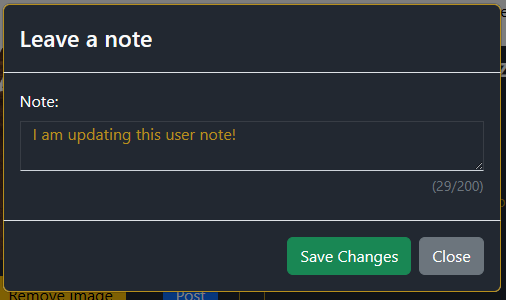 Leave a note
Note:
I am updating this user note!
(29/200)
Save Changes
Close
Remove Image
Post